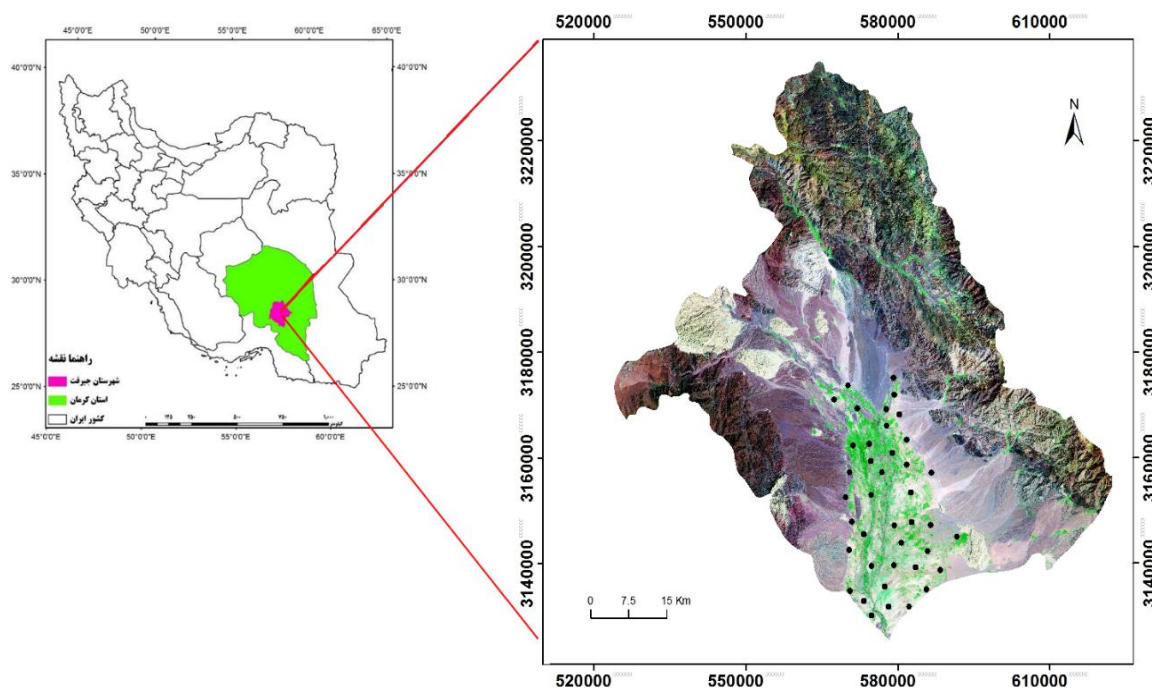 45°0'0"E 50°0'0"E 55°0'0"E 60°0'0"E
40°0'0"N 40°0'0"N
35°0'0"N 35°0'0"N
30°0'0"N 30°0'0"N
25°0'0"N 25°0'0"N
راهنما نقشه
شهرستان جیرفت
استان کرمان
کشور ایران
45°0'0"E 50°0'0"E 55°0'0"E 60°0'0"E
520000 550000 580000 610000
N
3220000 3220000
3200000 3200000
3180000 3180000
3160000 3160000
3140000 3140000
0 7.5 15 Km
520000 550000 580000 610000